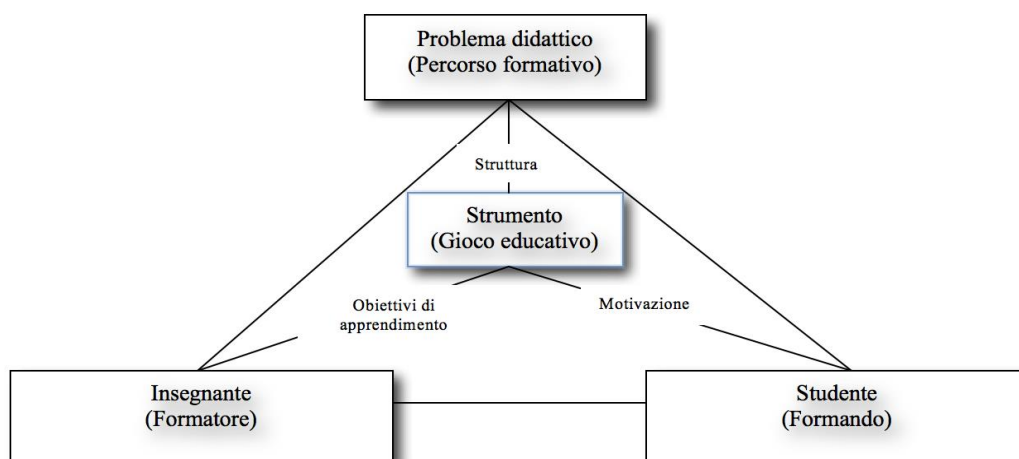 Problema didattico
(Percorso formativo)
Struttura
Strumento
(Gioco educativo)
Obiettivi di
apprendimento
Motivazione
Insegnante
(Formatore)
Studente
(Formando)